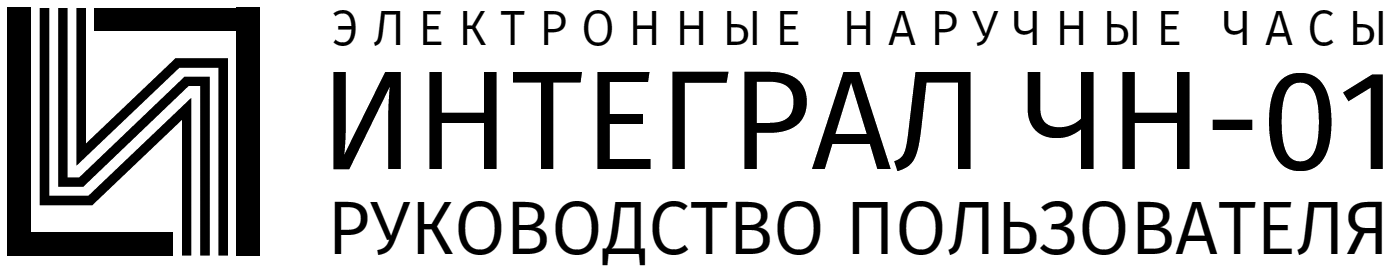 ЭЛЕКТРОННЫЕ НАРУЧНЫЕ ЧАСЫ
ИНТЕГРАЛ ЧН-01
РУКОВОДСТВО ПОЛЬЗОВАТЕЛЯ